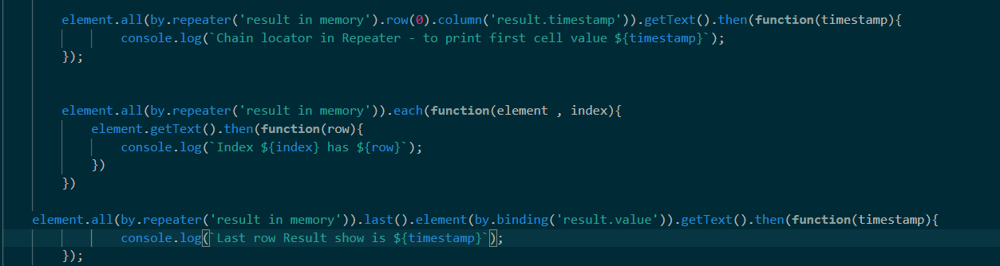 element.all(by.repeater('result in memory').row(0).column('result.timestamp')).getText().then(function(timestamp){
console.log(`Chain locator in Repeater - to print first cell value ${timestamp}`);
});
element.all(by.repeater('result in memory')).each(function(element , index){
element.getText().then(function(row){
console.log(`Index ${index} has ${row}`);
})
})
element.all(by.repeater('result in memory')).last().element(by.binding('result.value')).getText().then(function(timestamp){
console.log(`Last row Result show is ${timestamp}`);
});